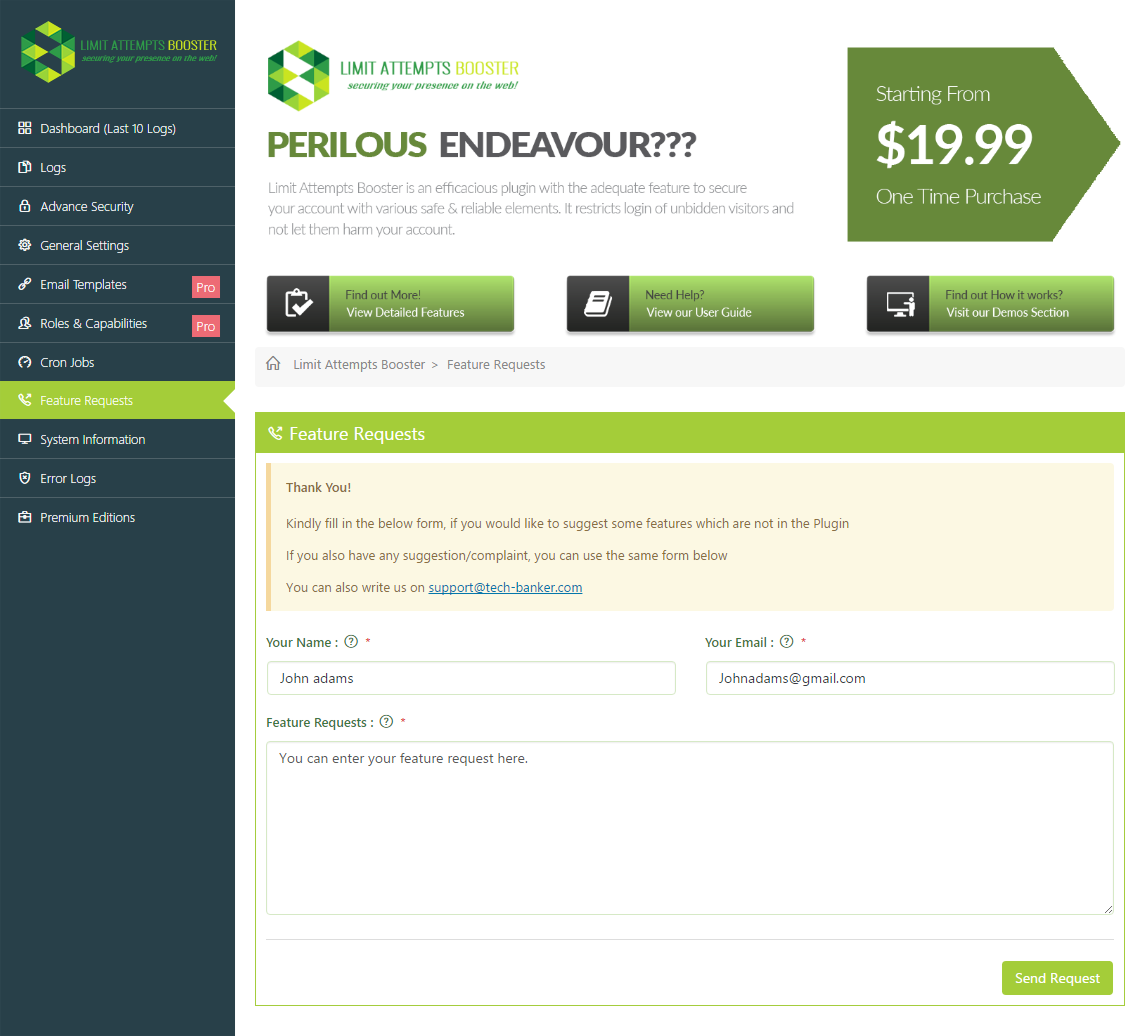 LIMIT ATTEMPTS BOOSTER
securing your presence on the web!
Dashboard (Last 10 Logs)
Logs
Advance Security
General Settings
Email Templates Pro
Roles & Capabilities Pro
Cron Jobs
Feature Requests
System Information
Error Logs
Premium Editions
LIMIT ATTEMPTS BOOSTER
securing your presence on the web!
PERILOUS ENDEAVOUR???
Limit Attempts Booster is an efficacious plugin with the adequate feature to secure
your account with various safe & reliable elements. It restricts login of unbidden visitors and
not let them harm your account.
Starting From
$19.99
One Time Purchase
Find out More!
View Detailed Features
Need Help?
View our User Guide
Find out How it works?
Visit our Demos Section
Limit Attempts Booster > Feature Requests
Feature Requests
Thank You!
Kindly fill in the below form, if you would like to suggest some features which are not in the Plugin
If you also have any suggestion/complaint, you can use the same form below
You can also write us on support@tech-banker.com
Your Name : ? *
John adams
Your Email : ? *
Johnadams@gmail.com
Feature Requests : ? *
You can enter your feature request here.
Send Request